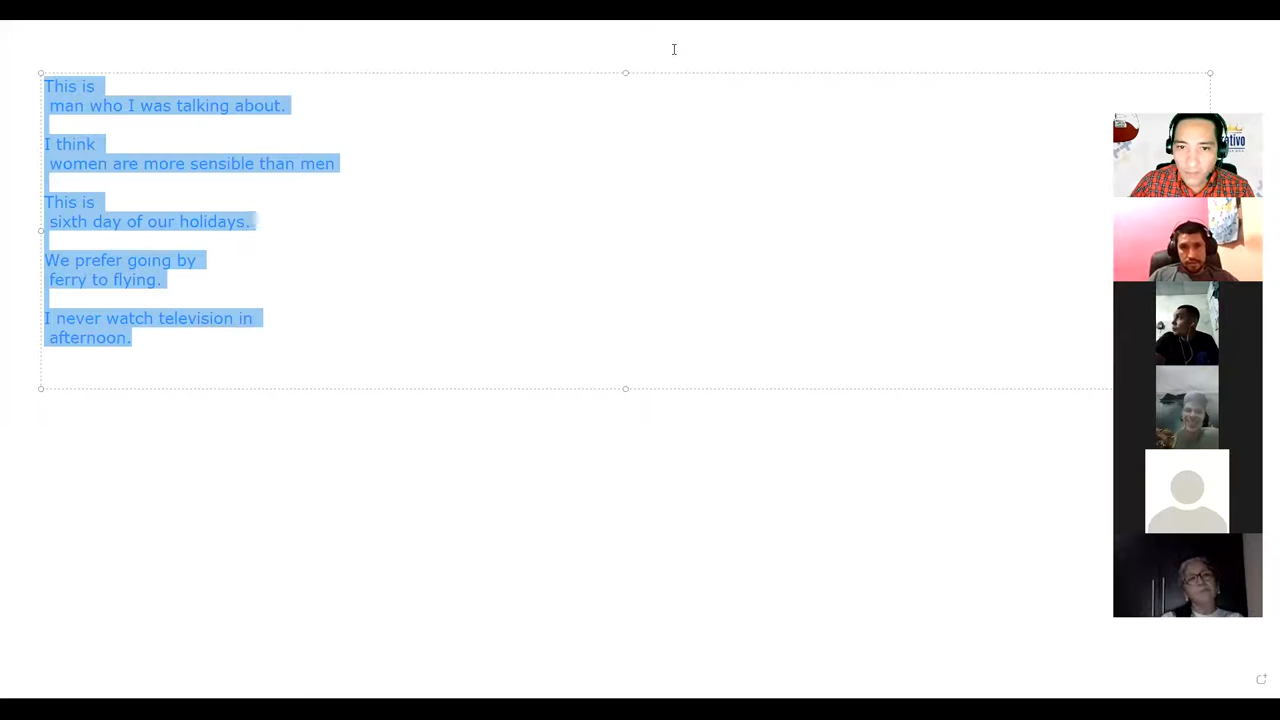 This is
man who I was talking about.
I think
women are more sensible than men
This is
sixth day of our holidays.
We prefer going by
ferry to flying.
I never watch television in
afternoon.